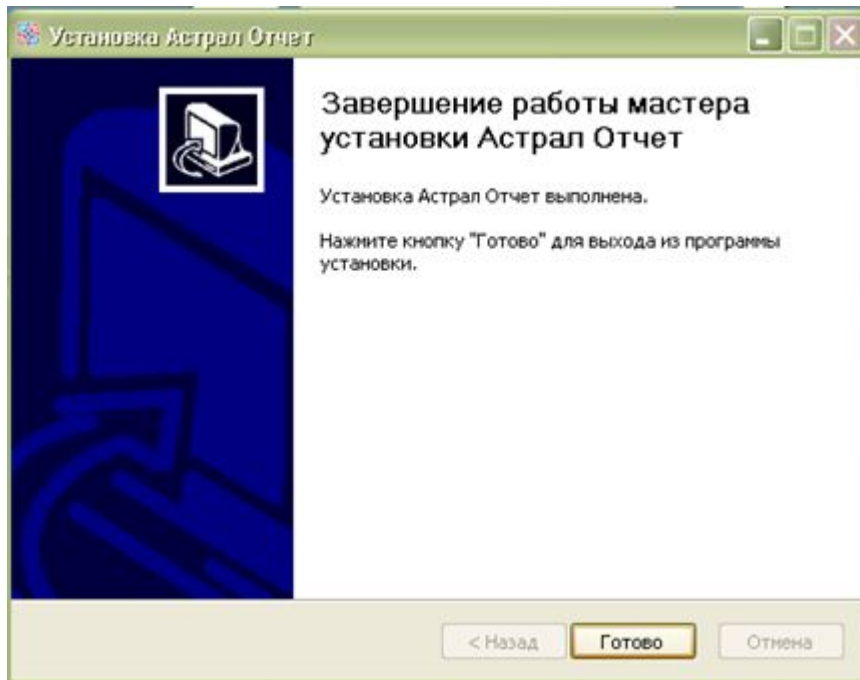 Установка Астрал Отчет
Завершение работы мастера
установки Астрал Отчет
Установка Астрал Отчет выполнена.
Нажмите кнопку "Готово" для выхода из программы
установки.
< Назад
Готово
Отмена